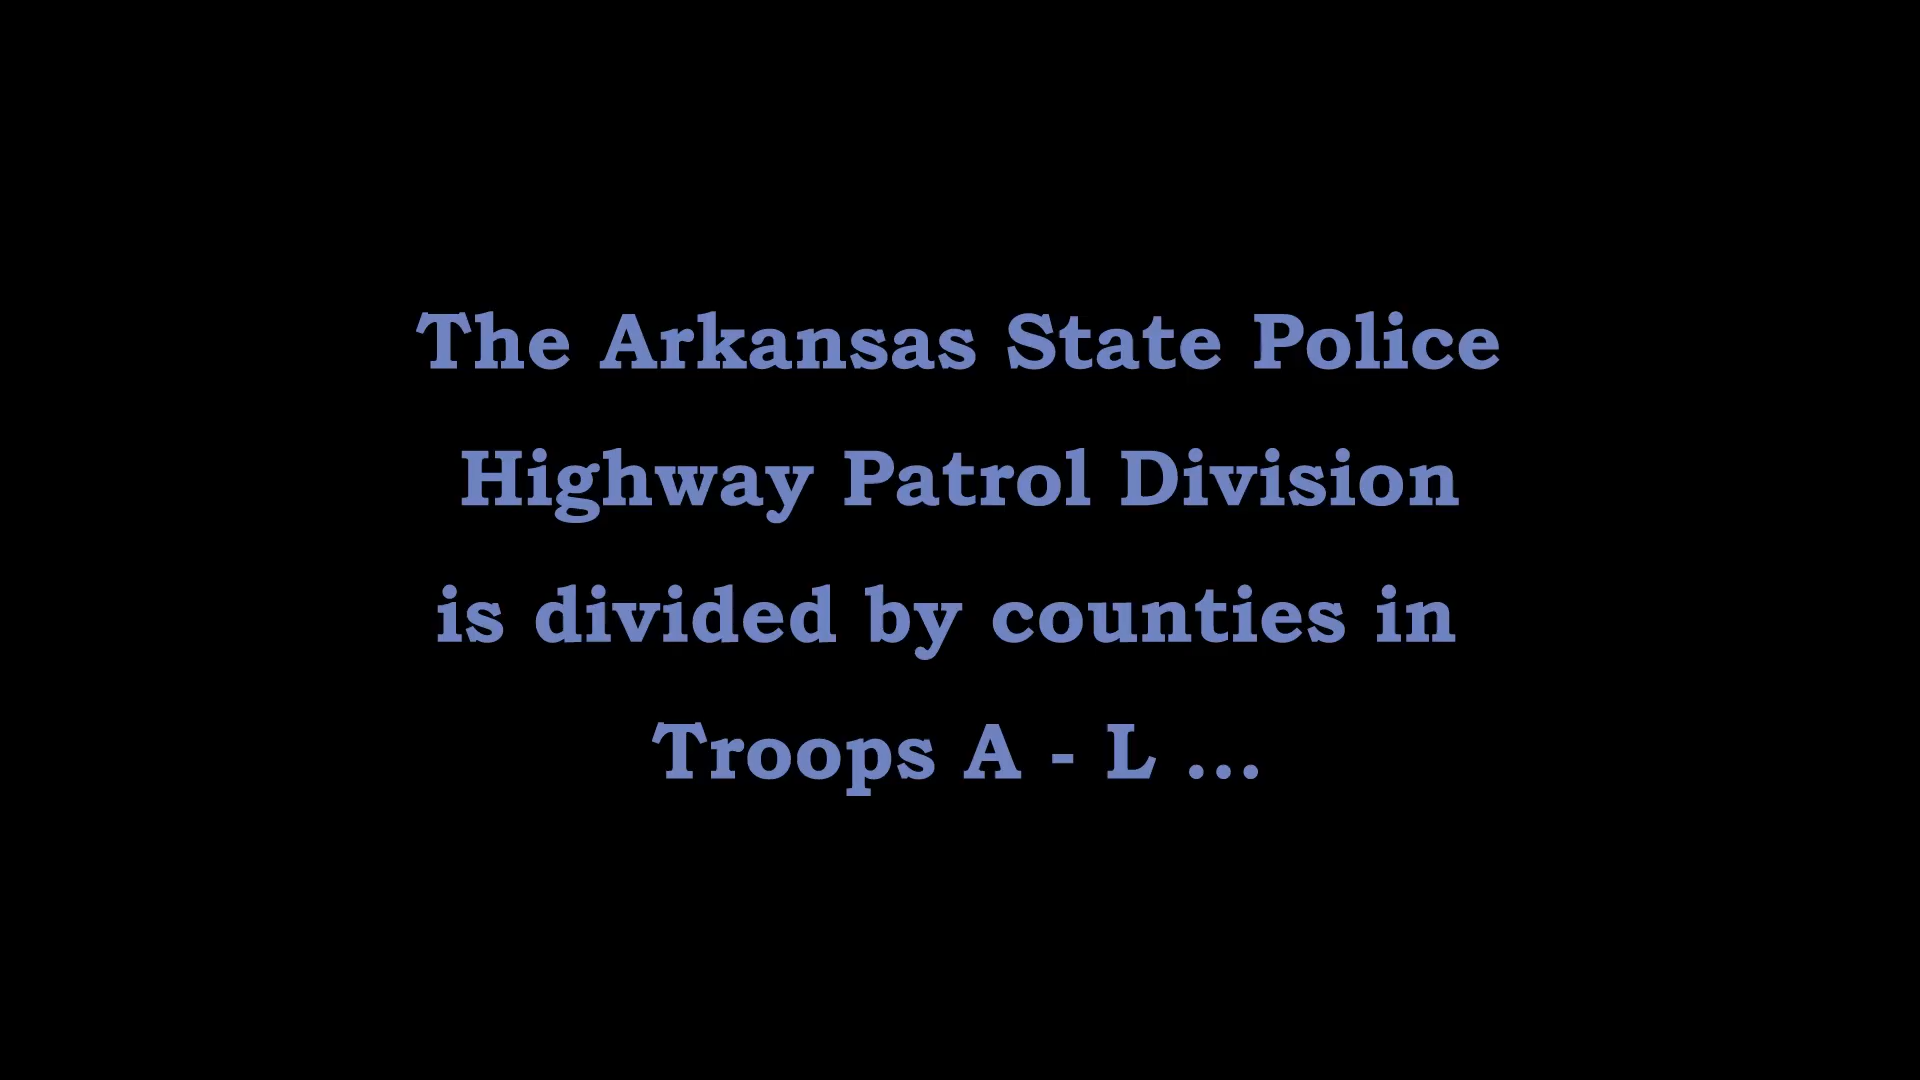 The Arkansas State Police
Highway Patrol Division
is divided by counties in
Troops A - L ...